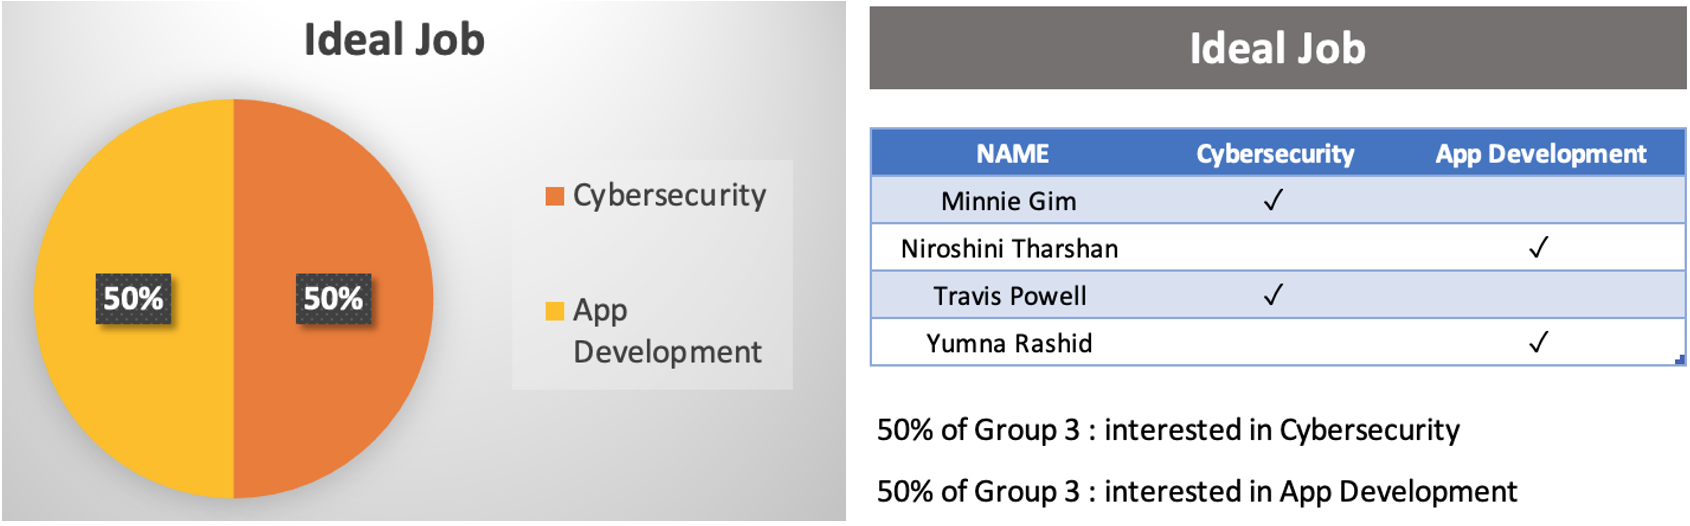 Ideal Job
50%
50%
Cybersecurity
App
Development
Ideal Job
NAME Cybersecurity App Development
Minnie Gim ✓
Niroshini Tharshan ✓
Travis Powell ✓
Yumna Rashid ✓
50% of Group 3 : interested in Cybersecurity
50% of Group 3 : interested in App Development